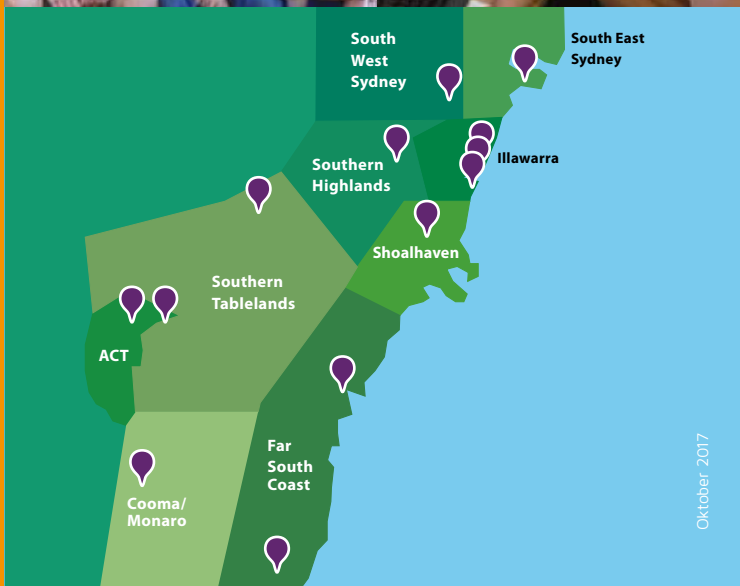 South
West
Sydney
South East
Sydney
Southern
Highlands
Illawarra
Shoalhaven
Southern
Tablelands
ACT
Far
South
Coast
Cooma/
Monaro
Oktober 2017